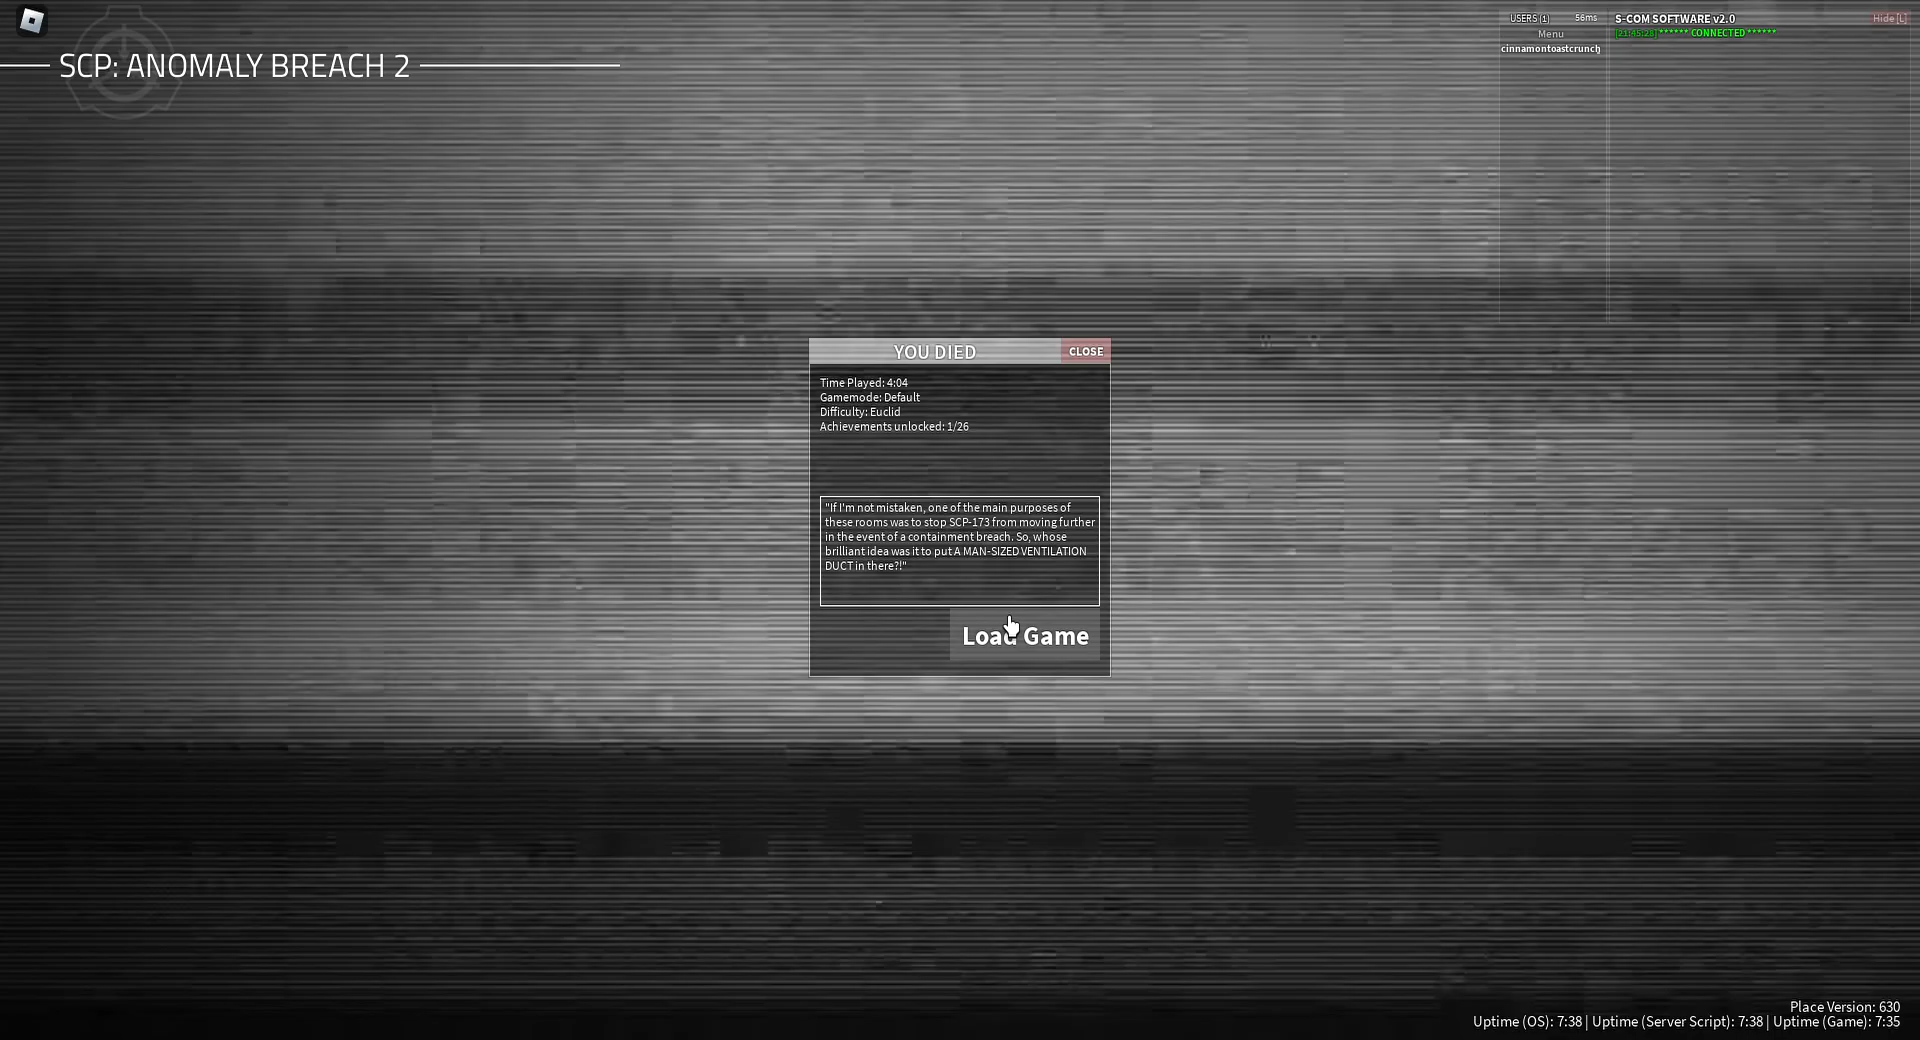 SCP: ANOMALY BREACH 2
USERS (1) 56ms
Menu
cinnamontoastcrunch
S-COM SOFTWARE v2.0
Hide [L]
[21:45:28] ****** CONNECTED ******
YOU DIED
CLOSE
Time Played: 4:04
Gamemode: Default
Difficulty: Euclid
Achievements unlocked: 1/26
"If I'm not mistaken, one of the main purposes of
these rooms was to stop SCP-173 from moving further
in the event of a containment breach. So, whose
brilliant idea was it to put A MAN-SIZED VENTILATION
DUCT in there?!"
Load Game
Place Version: 630
Uptime (OS): 7:38 | Uptime (Server Script): 7:38 | Uptime (Game): 7:35